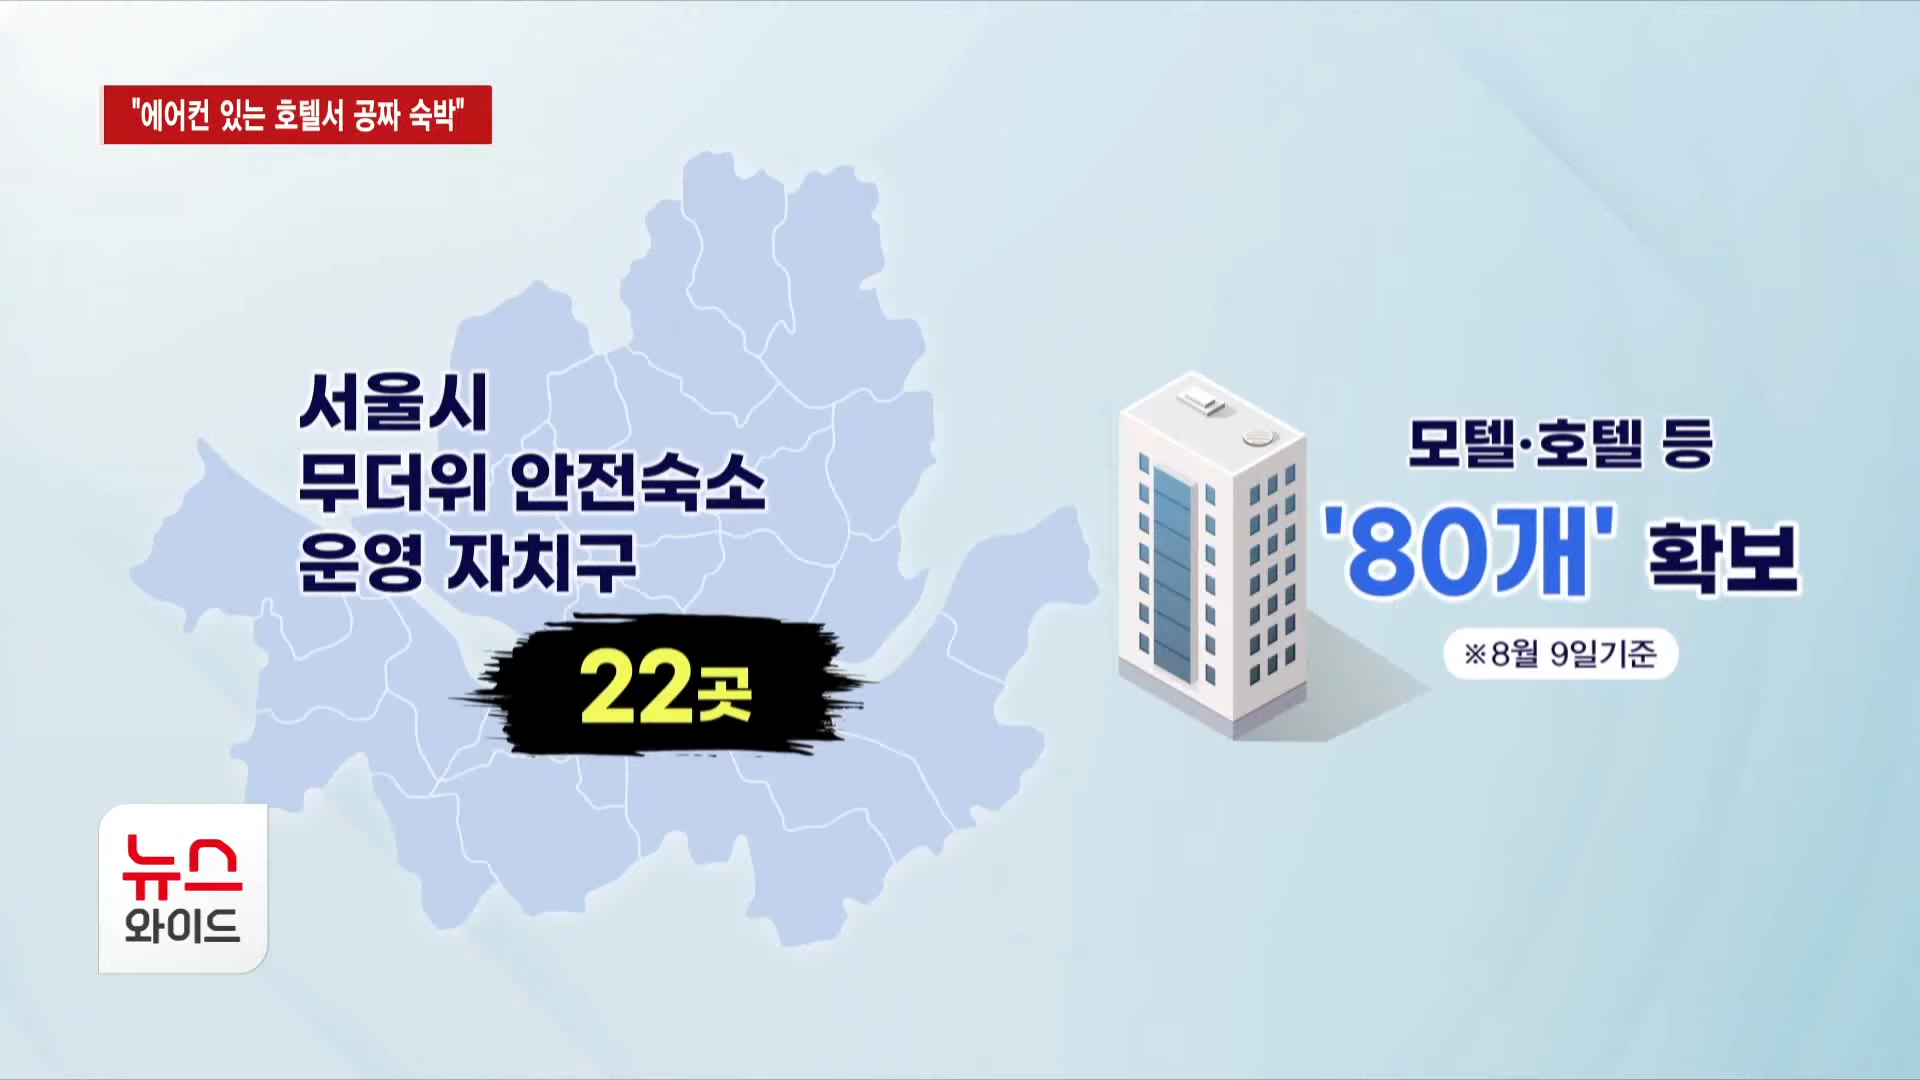 "에어컨 있는 호텔서 공짜 숙박"
서울시
무더위 안전숙소
운영 자치구
22곳
모텔·호텔 등
'80개' 확보
※8월 9일기준
뉴스
와이드